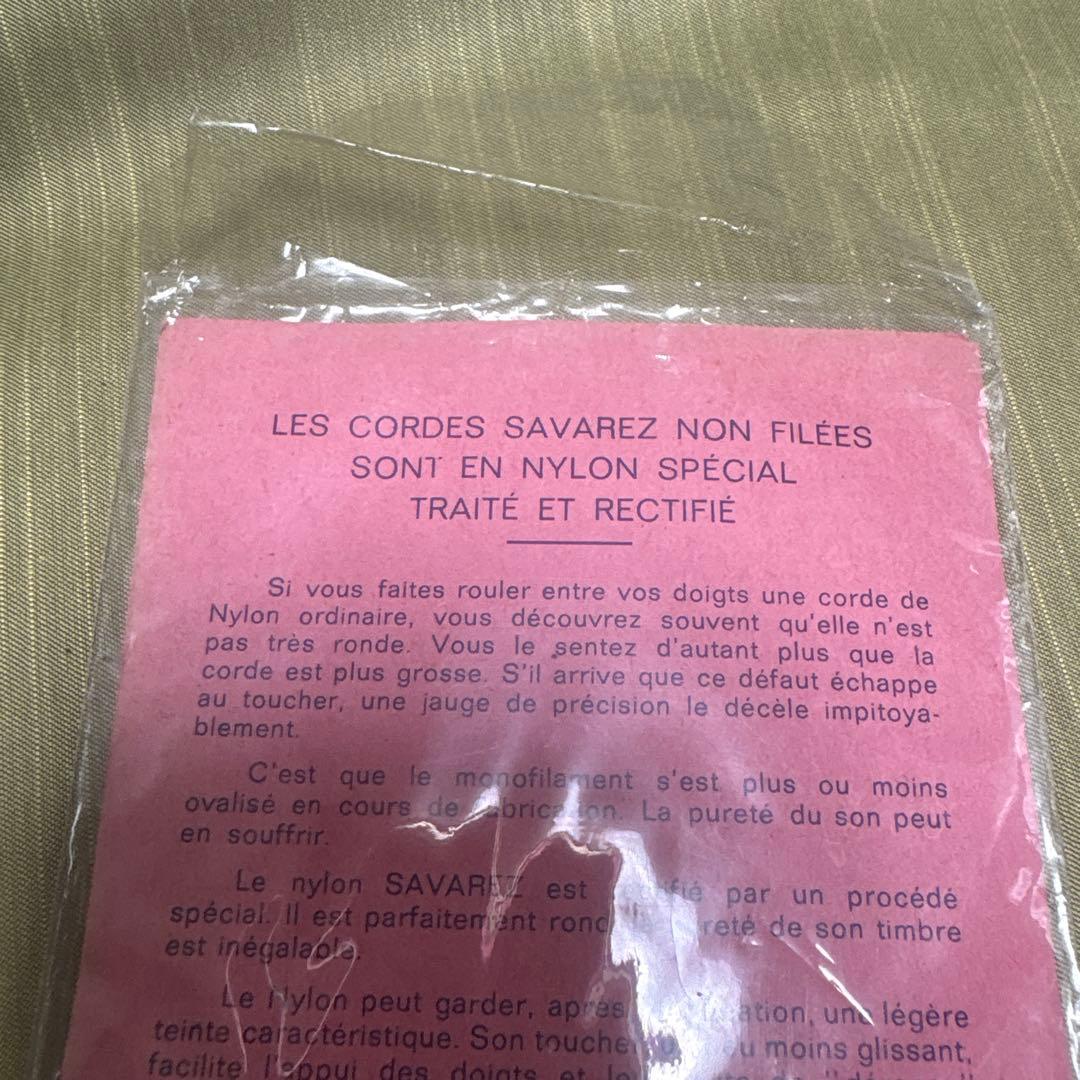 LES CORDES SAVAREZ NON FILÉES
SONT EN NYLON SPÉCIAL
TRAITÉ ET RECTIFIÉ
Si vous faites rouler entre vos doigts une corde de
Nylon ordinaire, vous découvrez souvent qu'elle n'est
pas très ronde. Vous le sentez d'autant plus que la
corde est plus grosse. S'il arrive que ce défaut échappe
au toucher, une jauge de précision le décèle impitoya-
blement.
C'est que le monofilament s'est plus ou moins
ovalisé en cours de fabrication. La pureté du son peut
en souffrir.
Le nylon SAVAREZ est rectifié par un procédé
spécial. Il est parfaitement rond de son timbre
est inégalable.
Le Nylon peut garder, après une légère
teinte caractéristique. Son toucher moins glissant,
facilite l'appui des doigts et